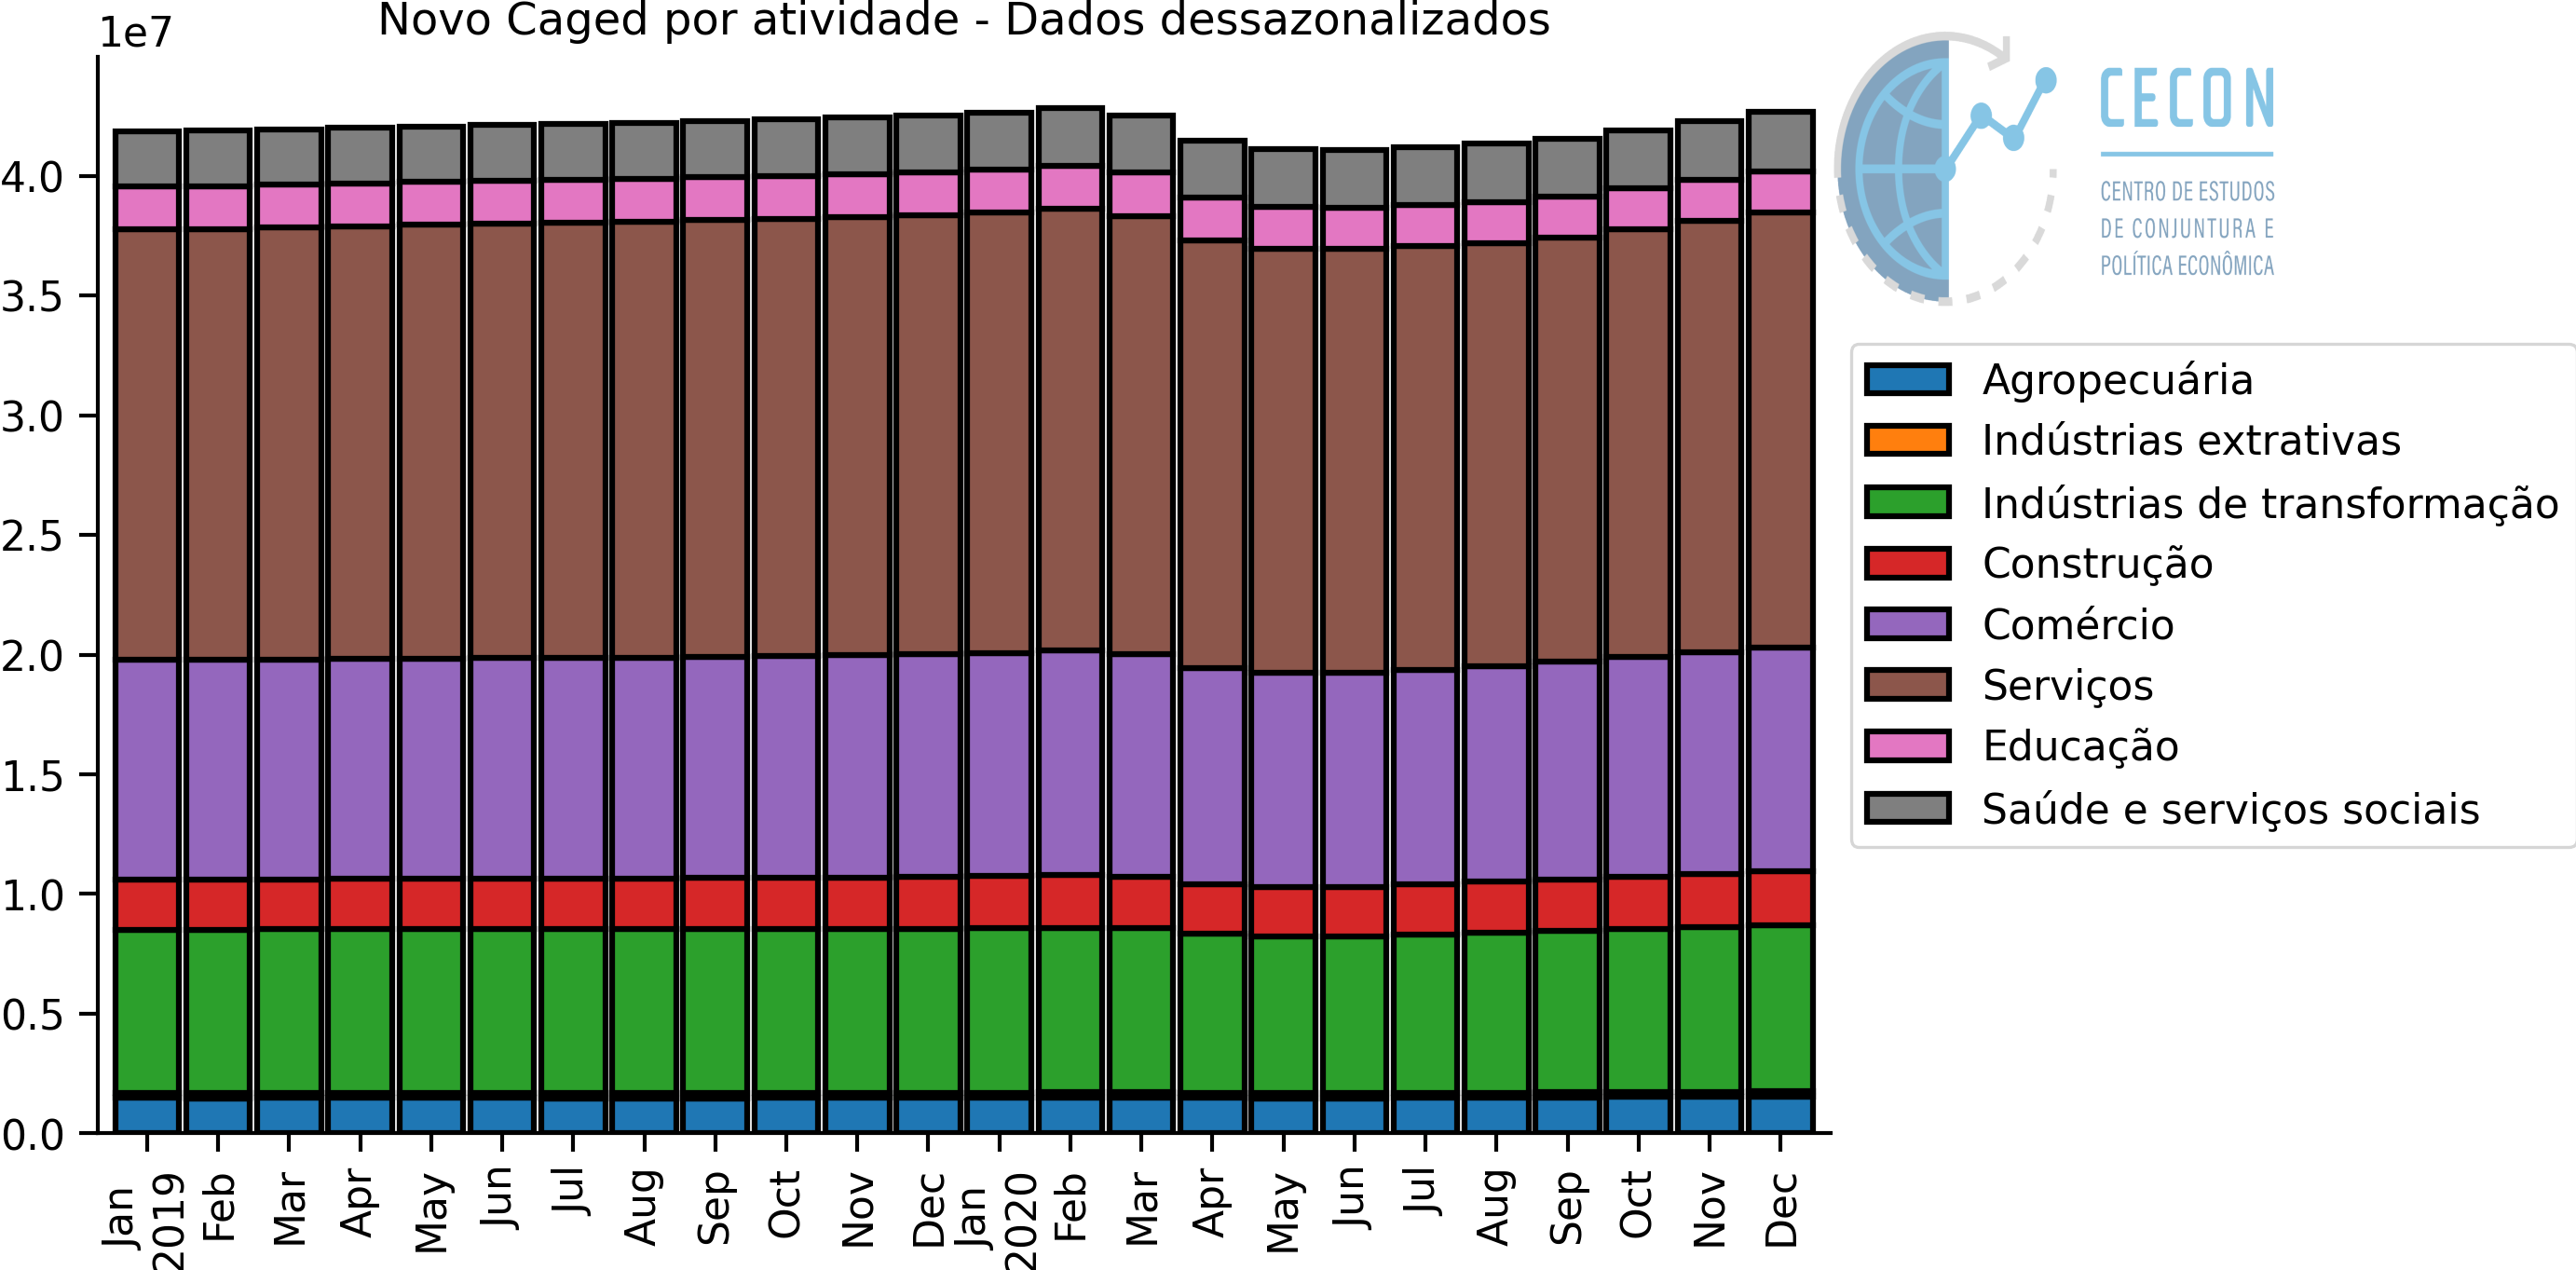 Novo Caged por atividade - Dados dessazonalizados
1e7
4.0
3.5
3.0
2.5
2.0
1.5
1.0
0.5
0.0
Jan
2019
Feb
Mar
Apr
May
Jun
Jul
Aug
Sep
Oct
Nov
Dec
Jan
2020
Feb
Mar
Apr
May
Jun
Jul
Aug
Sep
Oct
Nov
Dec
CECON
CENTRO DE ESTUDOS
DE CONJUNTURA E
POLÍTICA ECONÔMICA
Agropecuária
Indústrias extrativas
Indústrias de transformação
Construção
Comércio
Serviços
Educação
Saúde e serviços sociais